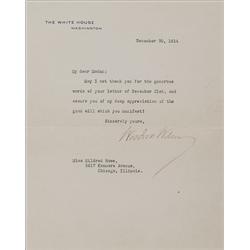 THE WHITE HOUSE
WASHINGTON
December 30, 1914
My dear Madam:
May I not thank you for the generous
words of your letter of December 21st, and
assure you of my deep appreciation of the
good will which you manifest?
Sincerely yours,
Woodrow Wilson
Miss Mildred
Avenue,
Chicago, Illinois.